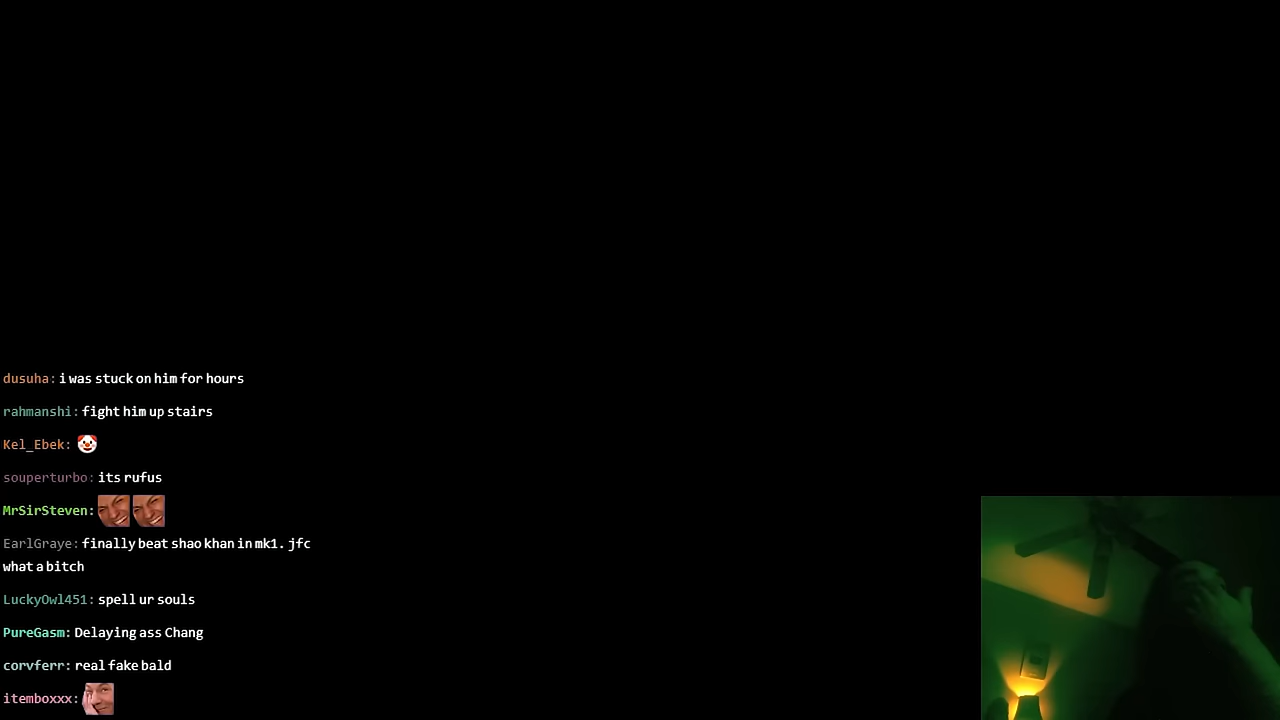 dusuha: i was stuck on him for hours
rahmanshi: fight him up stairs
Kel_Ebek:
souperturbo: its rufus
MrSirSteven:
EarlGraye: finally beat shao khan in mk1. jfc
what a bitch
LuckyOwl451: spell ur souls
PureGasm: Delaying ass Chang
corvferr: real fake bald
itemboxxx: